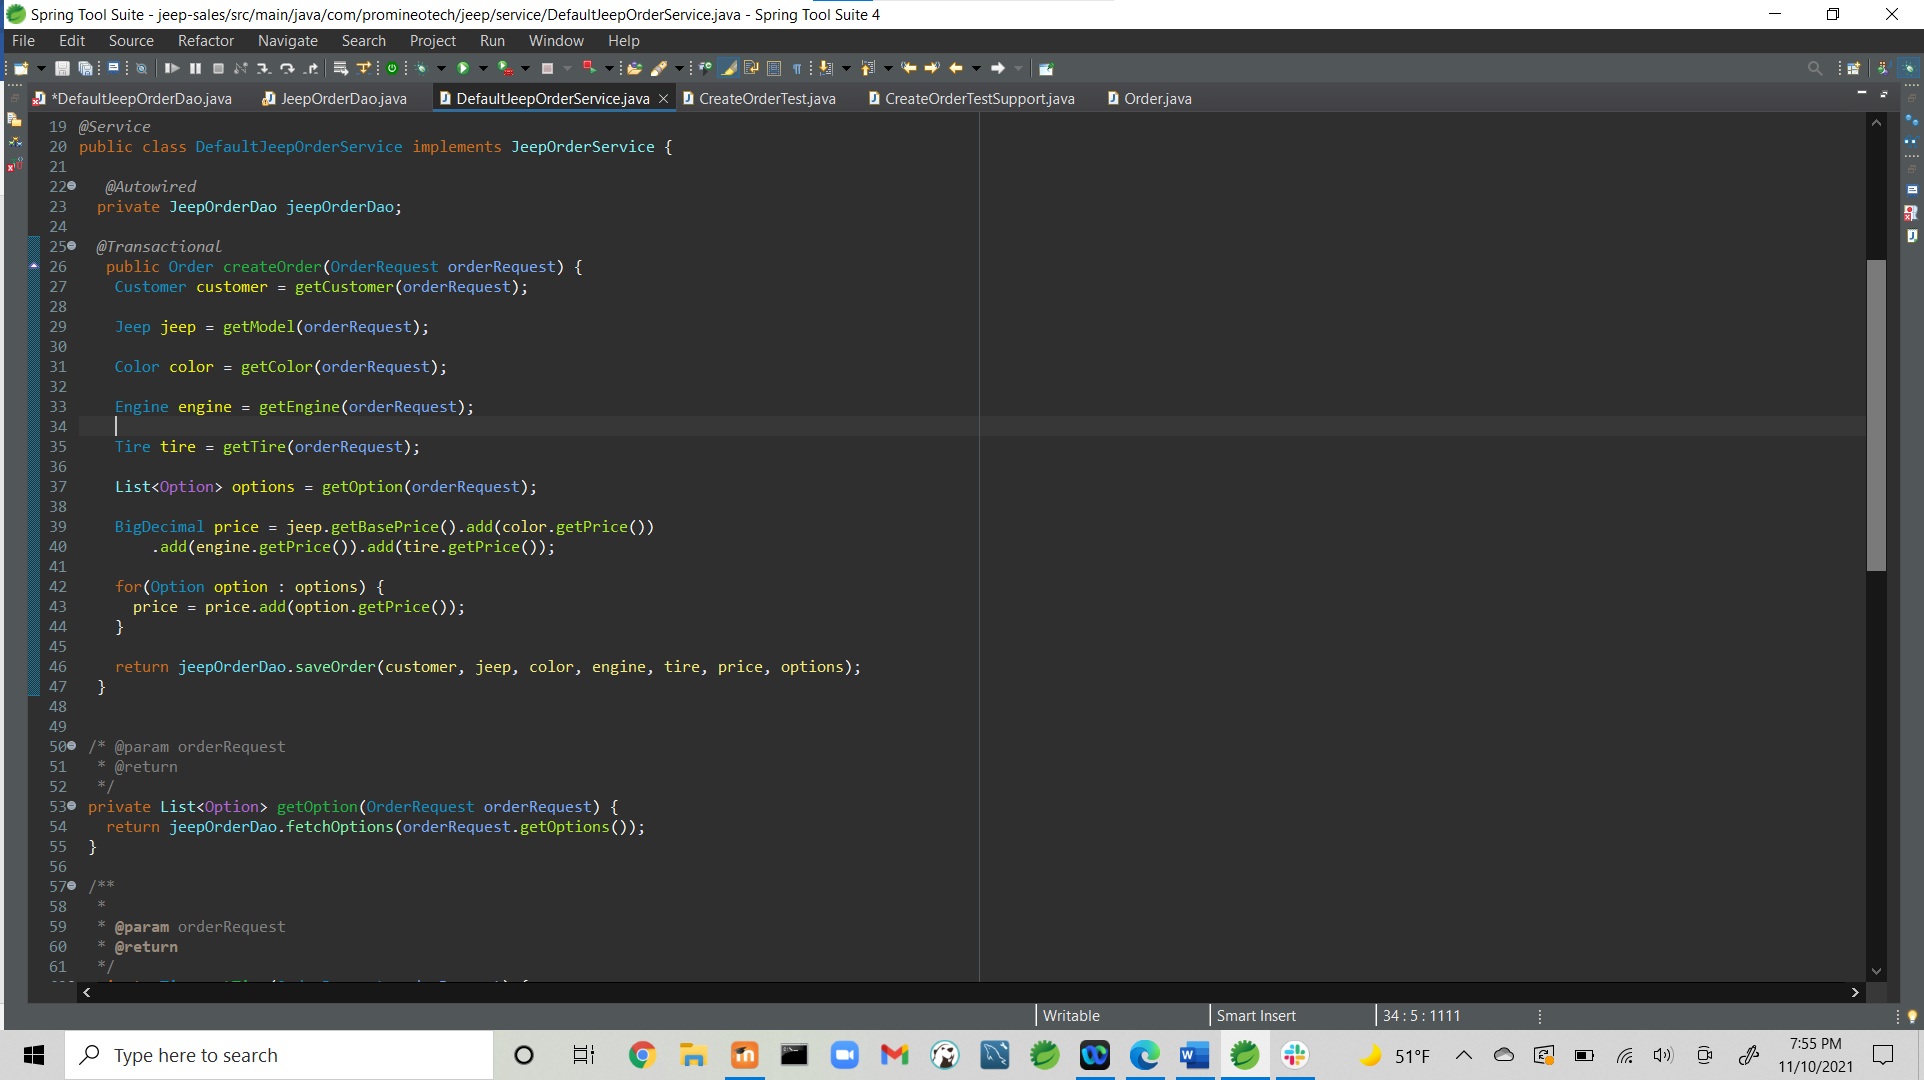 Spring Tool Suite - jeep-sales/src/main/java/com/promineotech/jeep/service/DefaultJeepOrderService.java - Spring Tool Suite 4
File Edit Source Refactor Navigate Search Project Run Window Help
*DefaultJeepOrderDao.java JeepOrderDao.java DefaultJeepOrderService.java CreateOrderTest.java CreateOrderTestSupport.java Order.java
19 @Service
20 public class DefaultJeepOrderService implements JeepOrderService {
21
22 @Autowired
23 private JeepOrderDao jeepOrderDao;
24
25 @Transactional
26 public Order createOrder(OrderRequest orderRequest) {
27 Customer customer = getCustomer(orderRequest);
28
29 Jeep jeep = getModel(orderRequest);
30
31 Color color = getColor(orderRequest);
32
33 Engine engine = getEngine(orderRequest);
34
35 Tire tire = getTire(orderRequest);
36
37 List<Option> options = getOption(orderRequest);
38
39 BigDecimal price = jeep.getBasePrice().add(color.getPrice())
40 .add(engine.getPrice()).add(tire.getPrice());
41
42 for(Option option : options) {
43 price = price.add(option.getPrice());
44 }
45
46 return jeepOrderDao.saveOrder(customer, jeep, color, engine, tire, price, options);
47 }
48
49
50 /* @param orderRequest
51 * @return
52 */
53 private List<Option> getOption(OrderRequest orderRequest) {
54 return jeepOrderDao.fetchOptions(orderRequest.getOptions());
55 }
56
57 /**
58 *
59 * @param orderRequest
60 * @return
61 */
Writable Smart Insert 34 : 5 : 1111
Type here to search
51°F
7:55 PM
11/10/2021